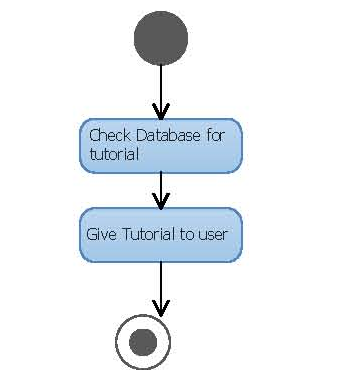 Check Database for
tutorial
Give Tutorial to user